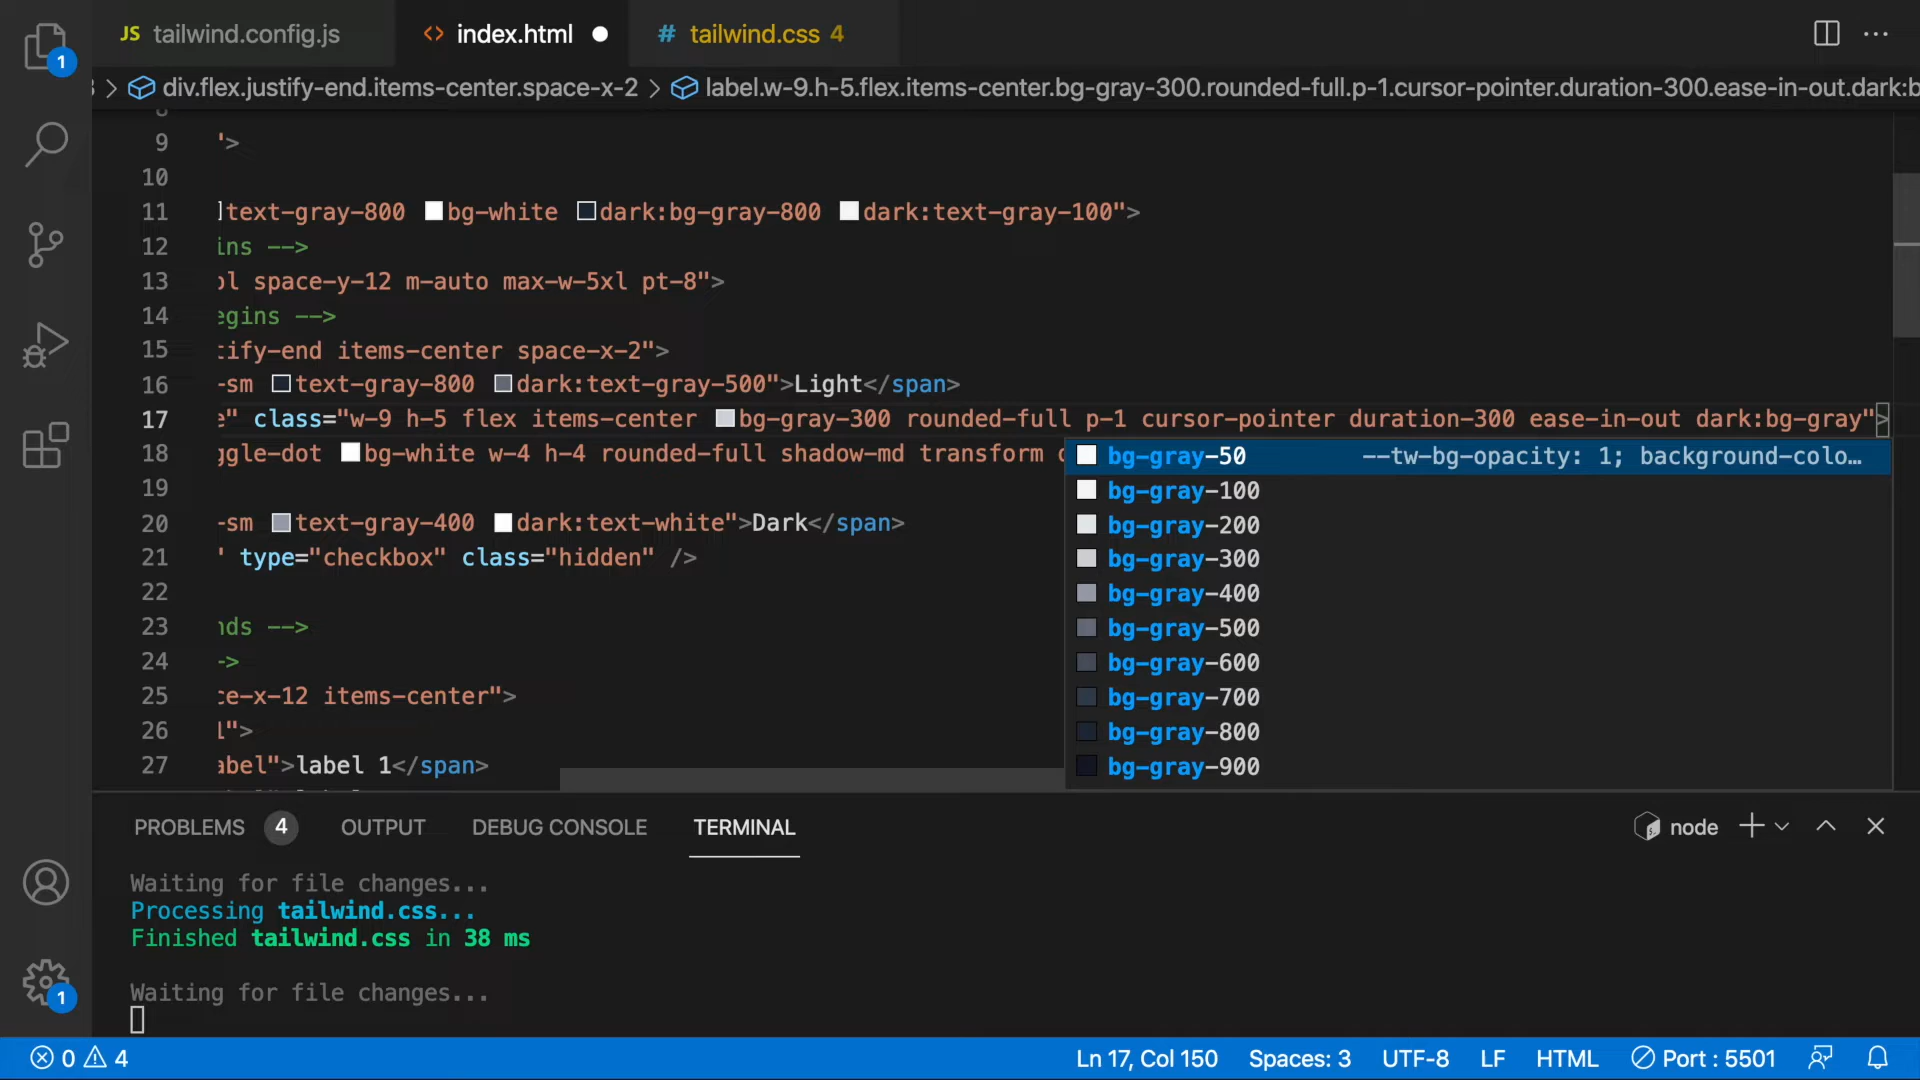 1
JS tailwind.config.js
<> index.html
# tailwind.css 4
> div.flex.justify-end.items-center.space-x-2 > label.w-9.h-5.flex.items-center.bg-gray-300.rounded-full.p-1.cursor-pointer.duration-300.ease-in-out.dark:b
8
9 ">
10
11 text-gray-800 bg-white dark:bg-gray-800 dark:text-gray-100">
12 ins -->
13 ol space-y-12 m-auto max-w-5xl pt-8">
14 egins -->
15 tify-end items-center space-x-2">
16 -sm text-gray-800 dark:text-gray-500">Light</span>
17 e" class="w-9 h-5 flex items-center bg-gray-300 rounded-full p-1 cursor-pointer duration-300 ease-in-out dark:bg-gray">
18 ggle-dot bg-white w-4 h-4 rounded-full shadow-md transform
bg-gray-50 --tw-bg-opacity: 1; background-colo…
bg-gray-100
19
bg-gray-200
20 -sm text-gray-400 dark:text-white">Dark</span>
bg-gray-300
21 " type="checkbox" class="hidden" />
bg-gray-400
22
bg-gray-500
23 nds -->
bg-gray-600
24 ->
bg-gray-700
25 ce-x-12 items-center">
bg-gray-800
26 1">
bg-gray-900
27 abel">label 1</span>
PROBLEMS 4 OUTPUT DEBUG CONSOLE TERMINAL
node
Waiting for file changes...
Processing tailwind.css...
Finished tailwind.css in 38 ms
Waiting for file changes...
1
0 4
Ln 17, Col 150 Spaces: 3 UTF-8 LF HTML Port : 5501